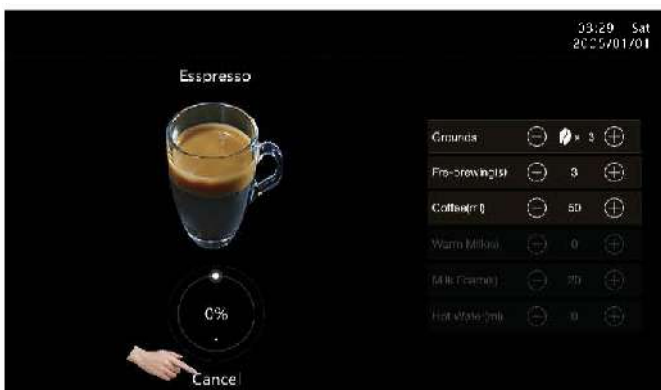 03:29 Sat
2005/01/01
Esspresso
Grounds − × 3 +
Pre-brewing(s) − 3 +
Coffee(ml) − 50 +
Warm Milk(s) − 0 +
Milk Foam(s) − 20 +
Hot Water(ml) − 0 +
0%
Cancel